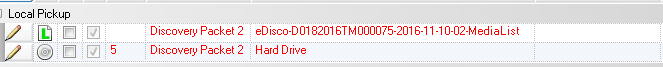 Local Pickup
L Discovery Packet 2 eDisco-D0182016TM000075-2016-11-10-02-MediaList
5 Discovery Packet 2 Hard Drive